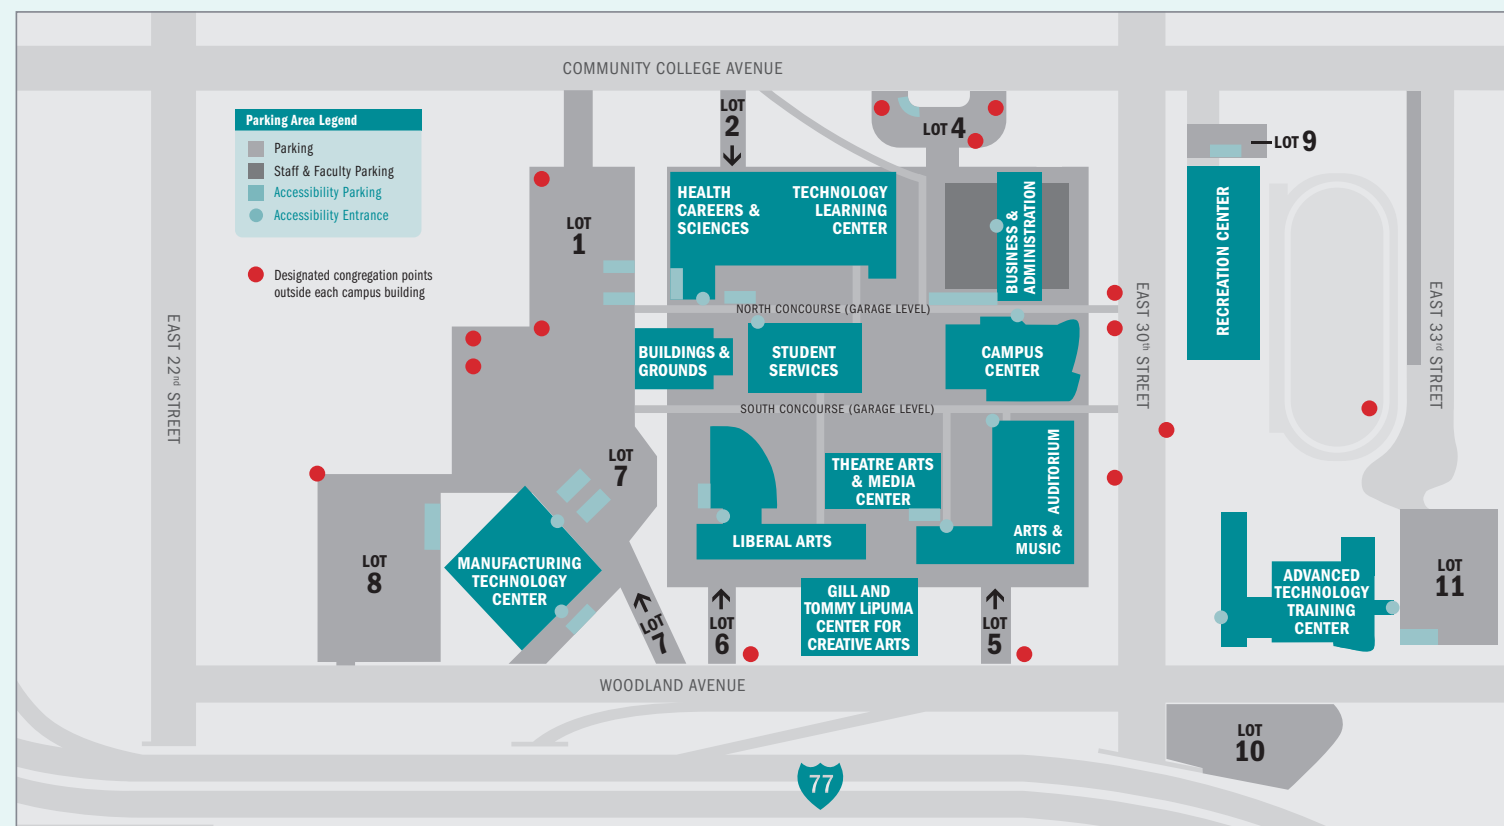 COMMUNITY COLLEGE AVENUE
Parking Area Legend
Parking
Staff & Faculty Parking
Accessibility Parking
Accessibility Entrance
Designated congregation points
outside each campus building
LOT
2
LOT 4
LOT 9
LOT
1
HEALTH
CAREERS &
SCIENCES
TECHNOLOGY
LEARNING
CENTER
BUSINESS &
ADMINISTRATION
RECREATION CENTER
NORTH CONCOURSE (GARAGE LEVEL)
EAST 22nd STREET
EAST 30th STREET
EAST 33rd STREET
BUILDINGS &
GROUNDS
STUDENT
SERVICES
CAMPUS
CENTER
SOUTH CONCOURSE (GARAGE LEVEL)
LOT
7
THEATRE ARTS
& MEDIA
CENTER
AUDITORIUM
ARTS &
MUSIC
LIBERAL ARTS
LOT
8
MANUFACTURING
TECHNOLOGY
CENTER
LOT
7
LOT
6
GILL AND
TOMMY LiPUMA
CENTER FOR
CREATIVE ARTS
LOT
5
ADVANCED
TECHNOLOGY
TRAINING
CENTER
LOT
11
WOODLAND AVENUE
LOT
10
77